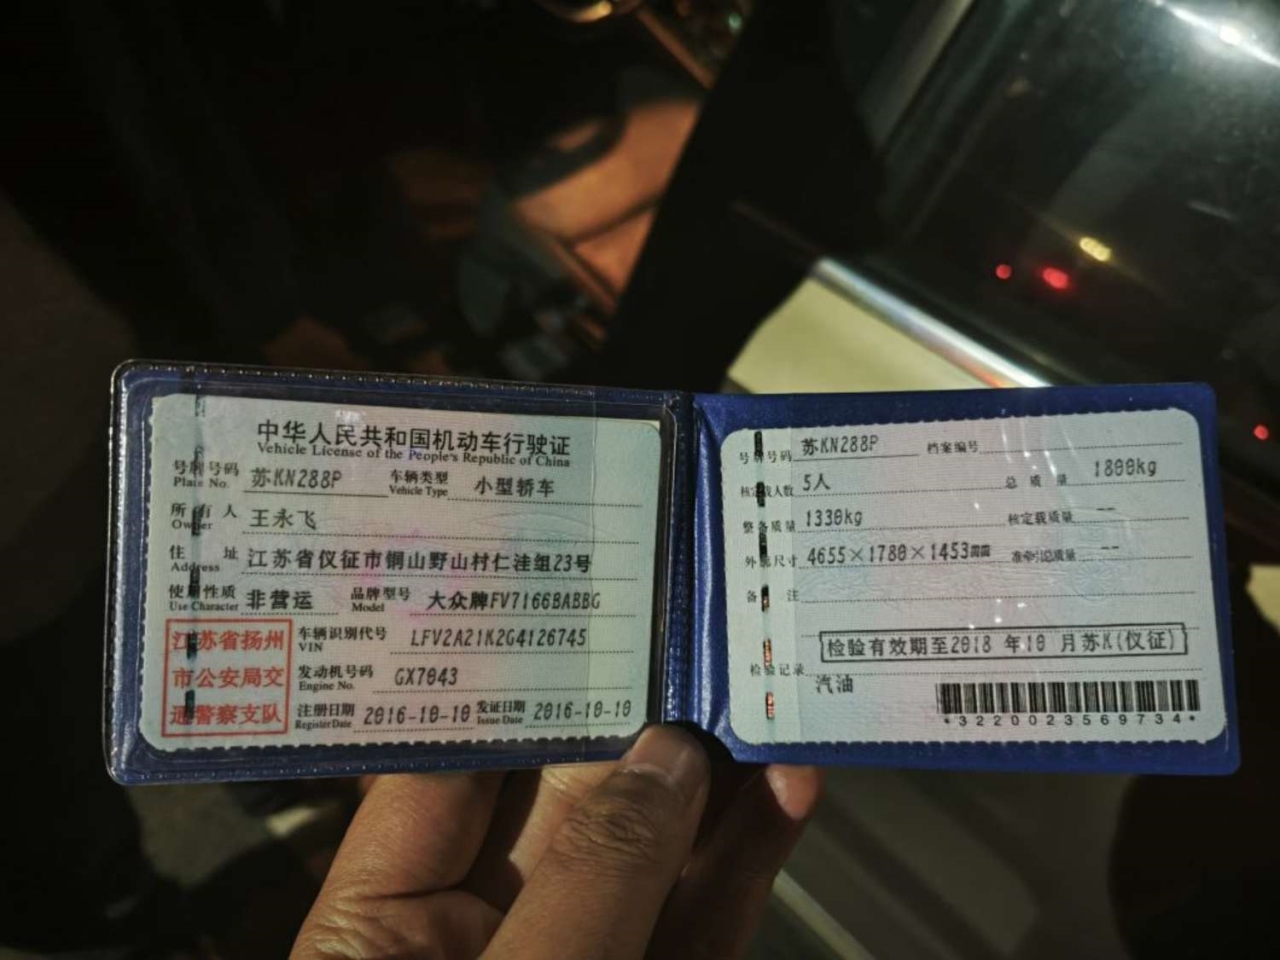 中华人民共和国机动车行驶证
Vehicle License of the People's Republic of China
号牌号码 苏KN288P 车辆类型 小型轿车
Plate No. Vehicle Type
所有人 王永飞
Owner
住址 江苏省仪征市铜山野山村仁洼组23号
Address
使用性质 非营运 品牌型号 大众牌FV7166BABBG
Use Character Model
江苏省扬州
市公安局交
通警察支队
车辆识别代号 LFV2A21K2G4126745
VIN
发动机号码 GX7043
Engine No.
注册日期 2016-10-10 发证日期 2016-10-10
Register Date Issue Date
号牌号码 苏KN288P 档案编号
核定载人数 5人 总质量 1800kg
整备质量 1330kg 核定载质量 --
外廓尺寸 4655×1780×1453mm 准牵引总质量 --
备注
检验有效期至2018 年10 月苏K(仪征)
检验记录
汽油
*3220023569734*